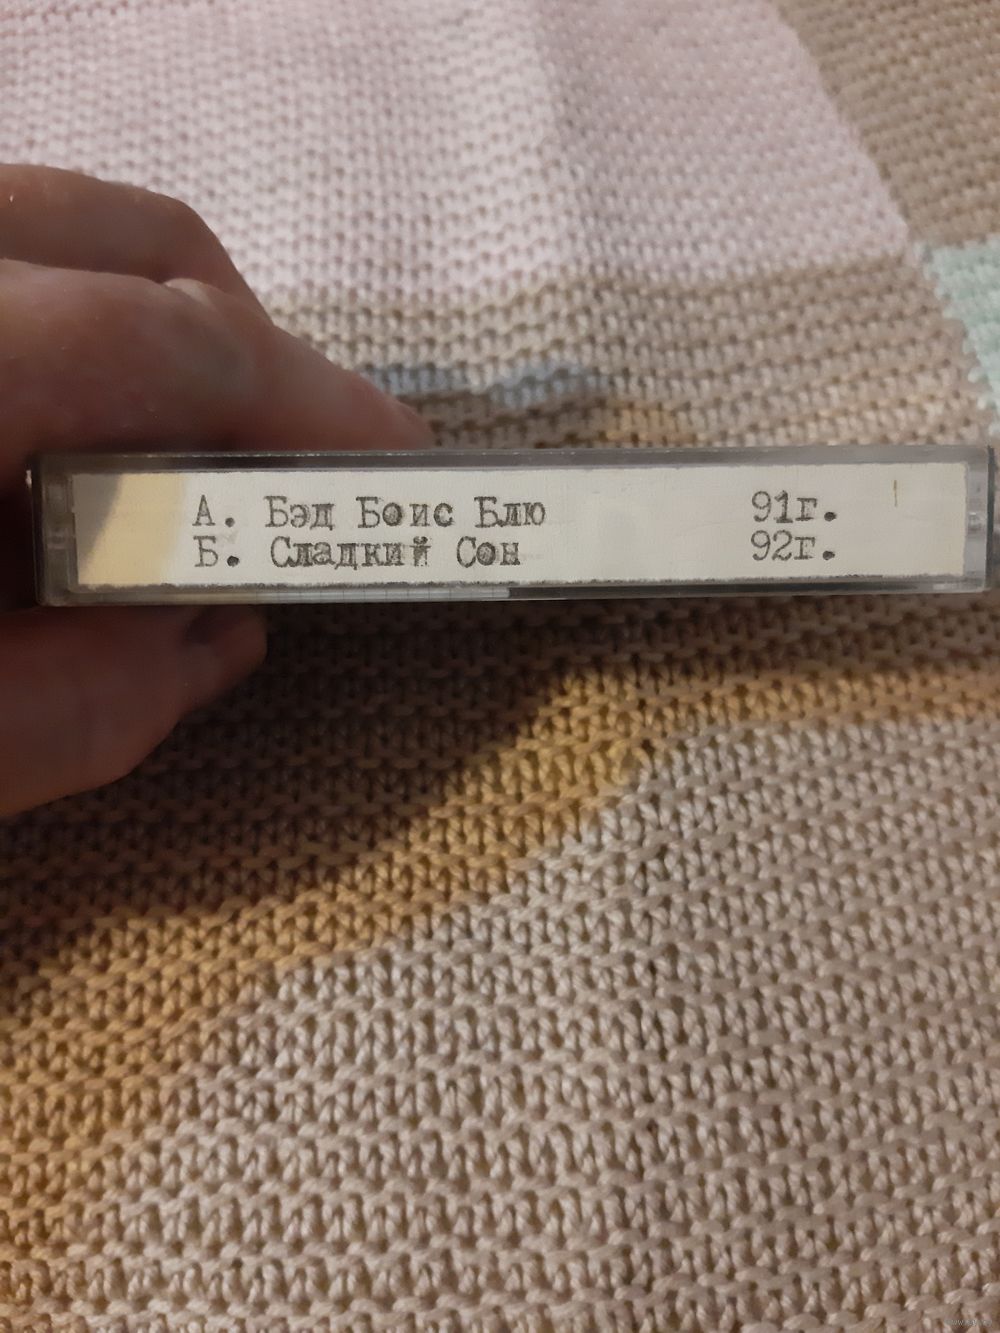 А. Бэд Боис Блю 91г.
Б. Сладкий Сон 92г.